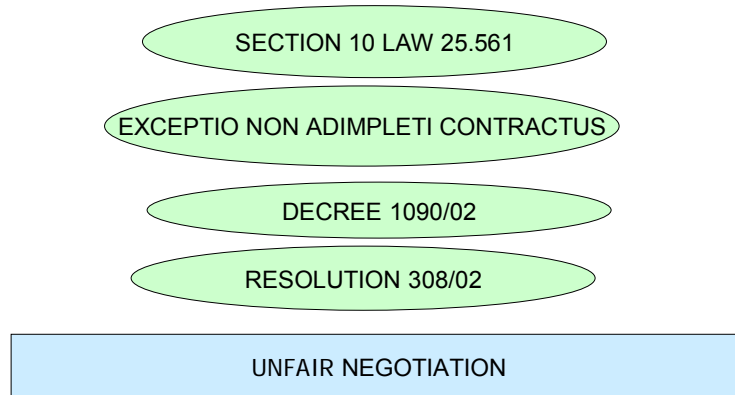 SECTION 10 LAW 25.561
EXCEPTIO NON ADIMPLETI CONTRACTUS
DECREE 1090/02
RESOLUTION 308/02
UNFAIR NEGOTIATION